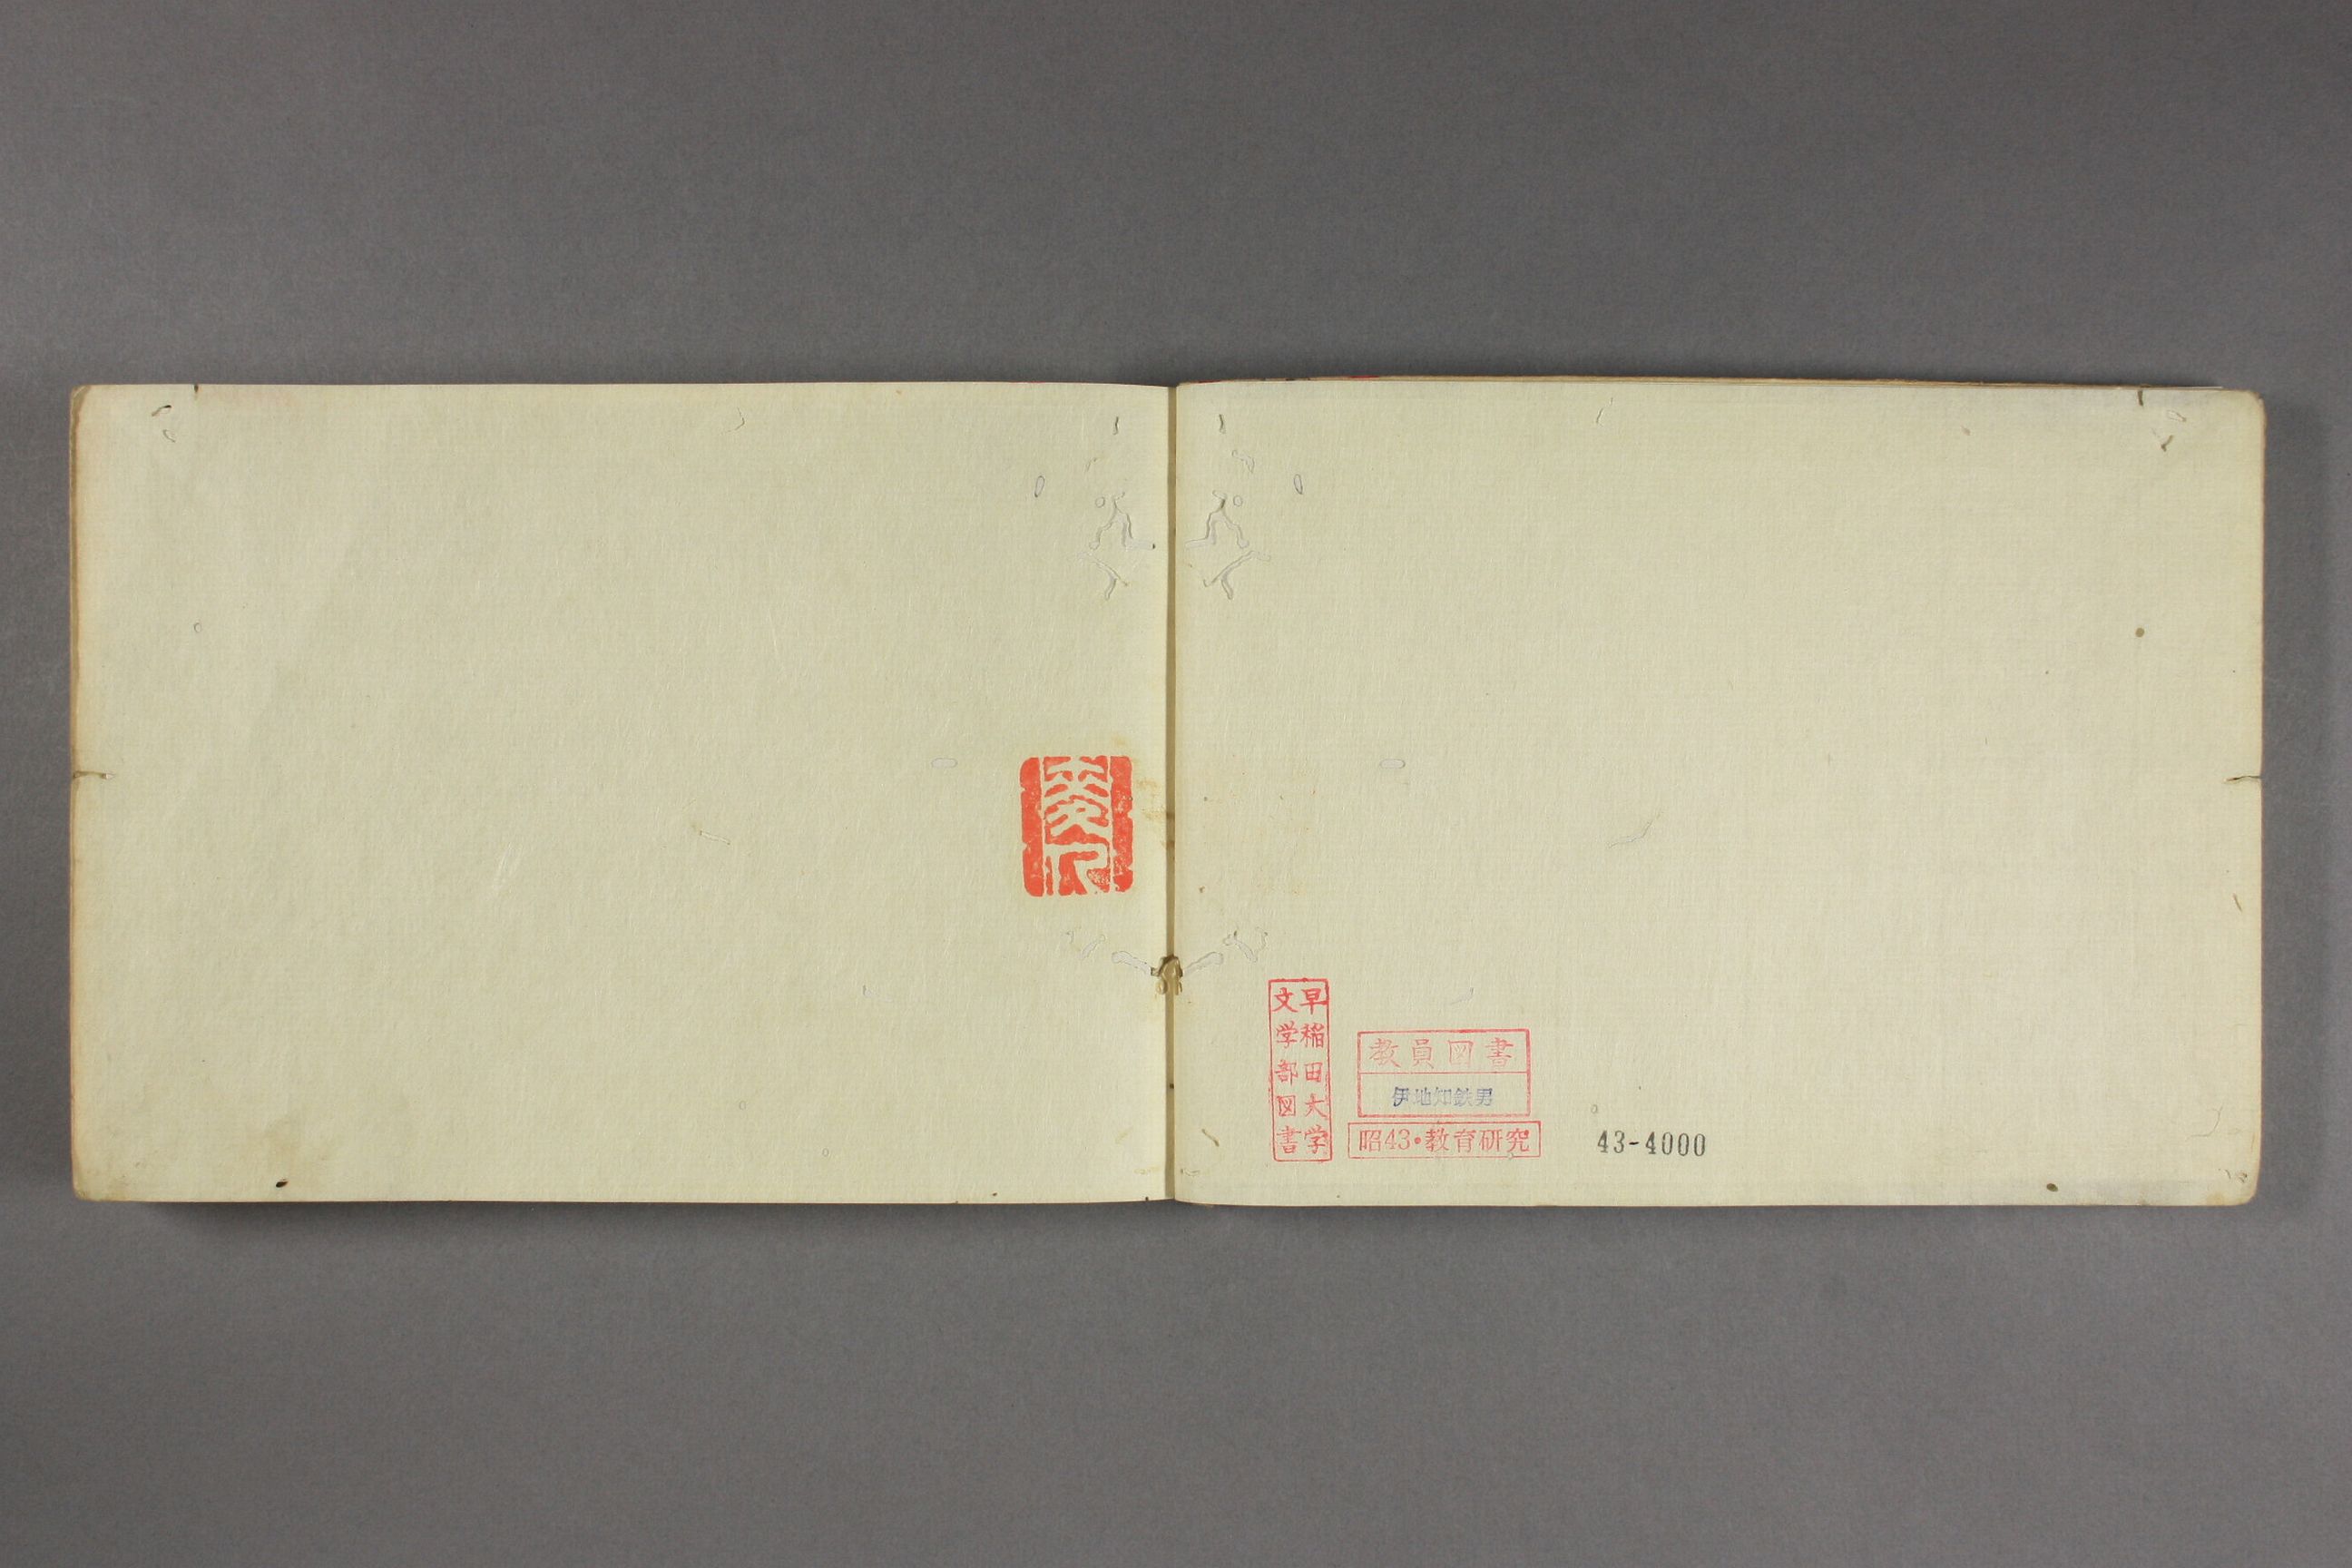 早稲田大学
文学部図書
教員図書
伊地知鉄男
昭43・教育研究
43-4000